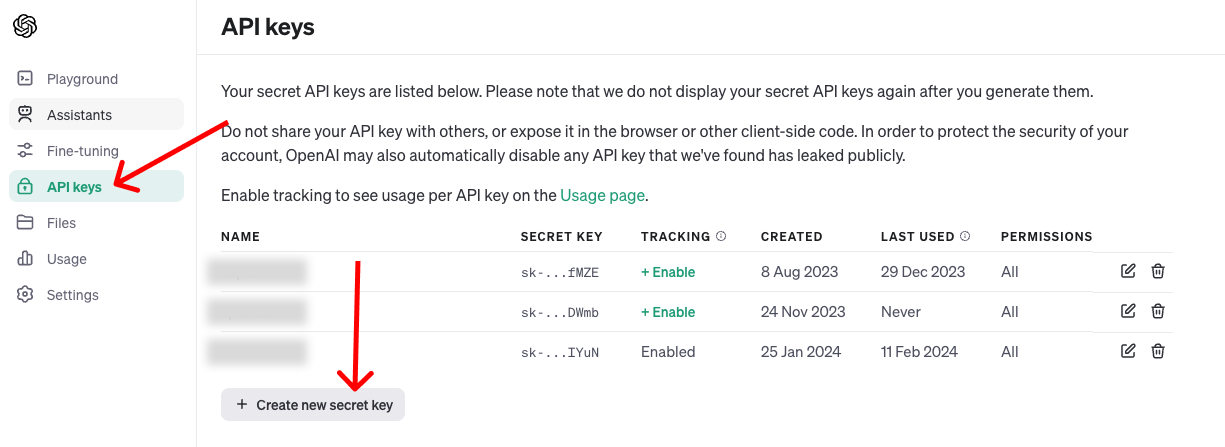 API keys
Playground
Assistants
Fine-tuning
API keys
Files
Usage
Settings
Your secret API keys are listed below. Please note that we do not display your secret API keys again after you generate them.
Do not share your API key with others, or expose it in the browser or other client-side code. In order to protect the security of your
account, OpenAI may also automatically disable any API key that we've found has leaked publicly.
Enable tracking to see usage per API key on the Usage page.
NAME SECRET KEY TRACKING CREATED LAST USED PERMISSIONS
sk-...fMZE + Enable 8 Aug 2023 29 Dec 2023 All
sk-...DWmb + Enable 24 Nov 2023 Never All
sk-...IYuN Enabled 25 Jan 2024 11 Feb 2024 All
+ Create new secret key